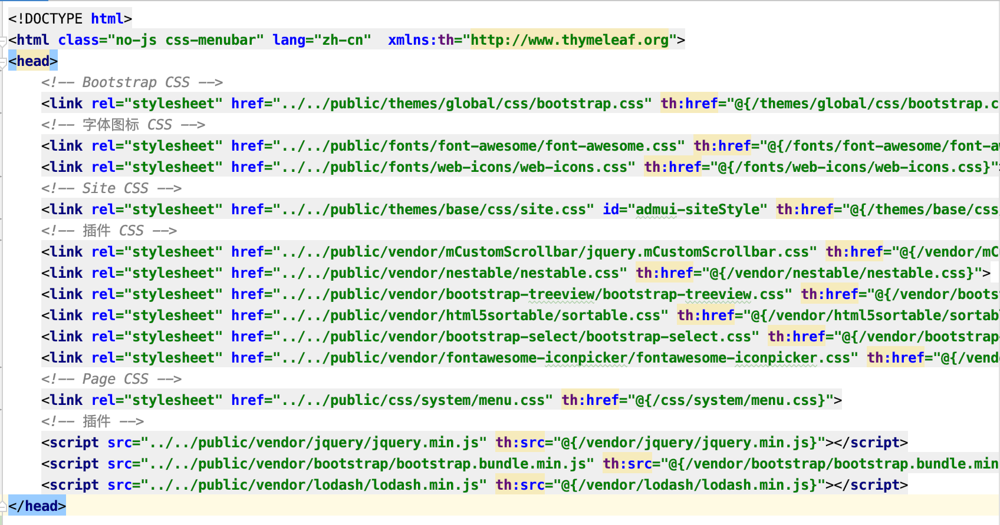 <!DOCTYPE html>
<html class="no-js css-menubar" lang="zh-cn"  xmlns:th="http://www.thymeleaf.org">
<head>
    <!-- Bootstrap CSS -->
    <link rel="stylesheet" href="../../public/themes/global/css/bootstrap.css" th:href="@{/themes/global/css/bootstrap.c
    <!-- 字体图标 CSS -->
    <link rel="stylesheet" href="../../public/fonts/font-awesome/font-awesome.css" th:href="@{/fonts/font-awesome/font-a
    <link rel="stylesheet" href="../../public/fonts/web-icons/web-icons.css" th:href="@{/fonts/web-icons/web-icons.css}">
    <!-- Site CSS -->
    <link rel="stylesheet" href="../../public/themes/base/css/site.css" id="admui-siteStyle" th:href="@{/themes/base/css
    <!-- 插件 CSS -->
    <link rel="stylesheet" href="../../public/vendor/mCustomScrollbar/jquery.mCustomScrollbar.css" th:href="@{/vendor/mC
    <link rel="stylesheet" href="../../public/vendor/nestable/nestable.css" th:href="@{/vendor/nestable/nestable.css}">
    <link rel="stylesheet" href="../../public/vendor/bootstrap-treeview/bootstrap-treeview.css" th:href="@{/vendor/boots
    <link rel="stylesheet" href="../../public/vendor/html5sortable/sortable.css" th:href="@{/vendor/html5sortable/sortab
    <link rel="stylesheet" href="../../public/vendor/bootstrap-select/bootstrap-select.css" th:href="@{/vendor/bootstrap-
    <link rel="stylesheet" href="../../public/vendor/fontawesome-iconpicker/fontawesome-iconpicker.css" th:href="@{/vend
    <!-- Page CSS -->
    <link rel="stylesheet" href="../../public/css/system/menu.css" th:href="@{/css/system/menu.css}">
    <!-- 插件 -->
    <script src="../../public/vendor/jquery/jquery.min.js" th:src="@{/vendor/jquery/jquery.min.js}"></script>
    <script src="../../public/vendor/bootstrap/bootstrap.bundle.min.js" th:src="@{/vendor/bootstrap/bootstrap.bundle.min
    <script src="../../public/vendor/lodash/lodash.min.js" th:src="@{/vendor/lodash/lodash.min.js}"></script>
</head>